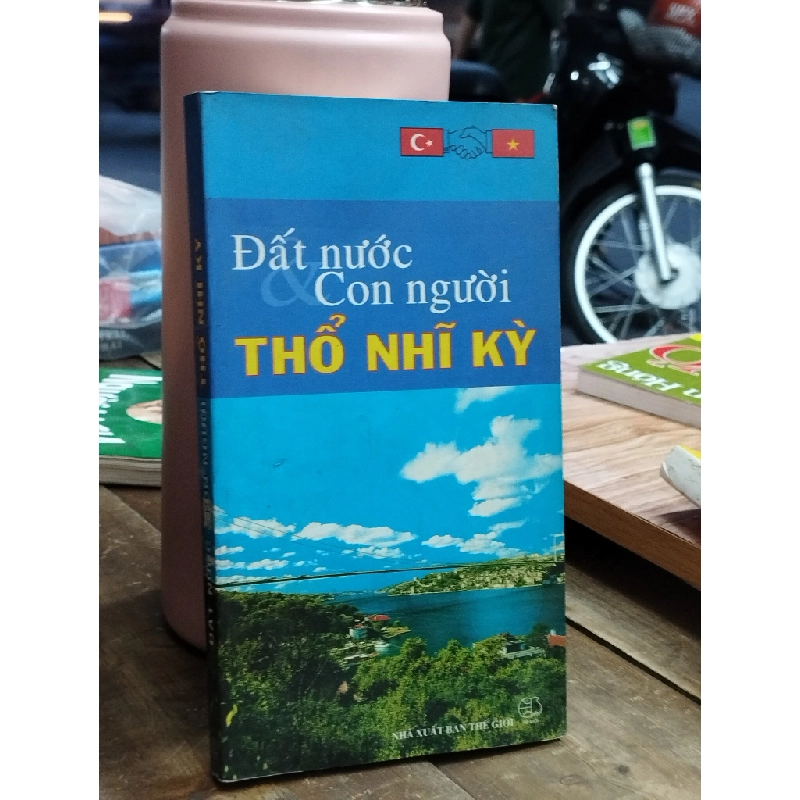 Đất nước
& Con người
THỔ NHĨ KỲ
NHÀ XUẤT BẢN THẾ GIỚI